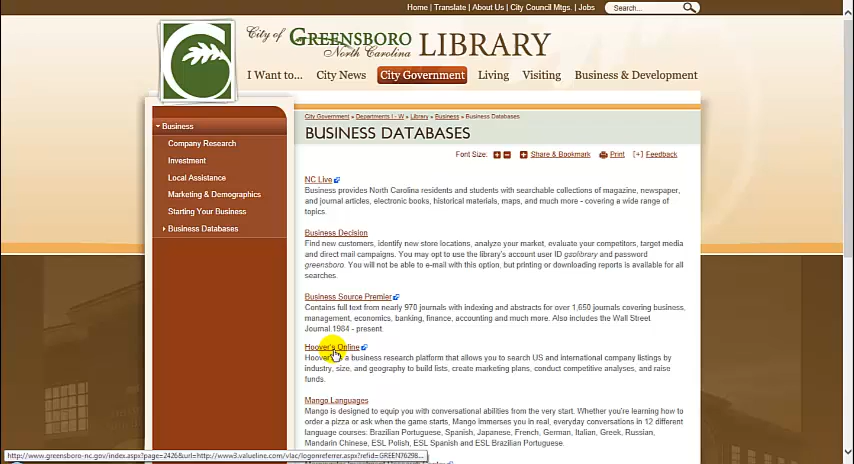 Home | Translate | About Us | City Council Mtgs. | Jobs
Search...
City of GREENSBORO North Carolina LIBRARY
I Want to... City News City Government Living Visiting Business & Development
Business
Company Research
Investment
Local Assistance
Marketing & Demographics
Starting Your Business
Business Databases
City Government » Departments I - W » Library » Business » Business Databases
BUSINESS DATABASES
Font Size: Share & Bookmark Print [+] Feedback
NC Live
Business provides North Carolina residents and students with searchable collections of magazine, newspaper,
and journal articles, electronic books, historical materials, maps, and much more - covering a wide range of
topics.
Business Decision
Find new customers, identify new store locations, analyze your market, evaluate your competitors, target media
and direct mail campaigns. You may opt to use the library's account user ID gaolibrary and password
greensboro. You will not be able to e-mail with this option, but printing or downloading reports is available for all
searches.
Business Source Premier
Contains full text from nearly 970 journals with indexing and abstracts for over 1,650 journals covering business,
management, economics, banking, finance, accounting and much more. Also includes the Wall Street
Journal 1984 - present.
Hoover's Online
Hoover's is a business research platform that allows you to search US and international company listings by
industry, size, and geography to build lists, create marketing plans, conduct competitive analyses, and raise
funds.
Mango Languages
Mango is designed to equip you with conversational abilities from the very start. Whether you're learning how to
order a pizza or ask when the game starts, Mango immerses you in real, everyday conversations in 12 different
language courses: Brazilian Portuguese, Spanish, Japanese, French, German, Italian, Greek, Russian,
Mandarin Chinese, ESL Polish, ESL Spanish and ESL Brazilian Portuguese.
http://www.greensboro-nc.gov/index.aspx?page=2426&url=http://www3.valueline.com/vlac/logonreferrer.aspx?refid=GREEN76298...